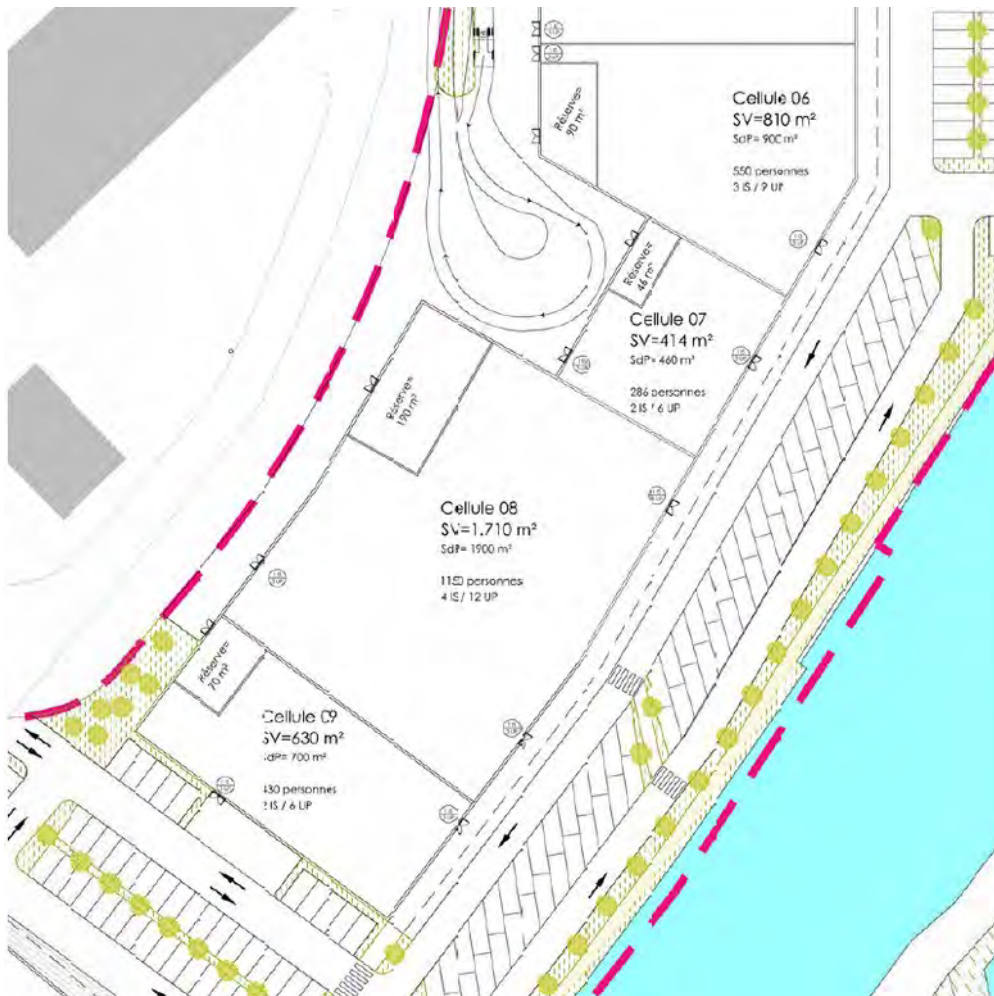 Cellule 06
SV=810 m²
SdP= 900 m²
550 personnes
3 IS / 9 UP
Réserve=
90 m²
Réserve=
46 m²
Cellule 07
SV=414 m²
SdP= 460 m²
286 personnes
2 IS / 6 UP
Réserve=
190 m²
Cellule 08
SV=1.710 m²
SdP= 1900 m²
1150 personnes
4 IS / 12 UP
Réserve=
70 m²
Cellule 09
SV=630 m²
SdP= 700 m²
430 personnes
2 IS / 6 UP